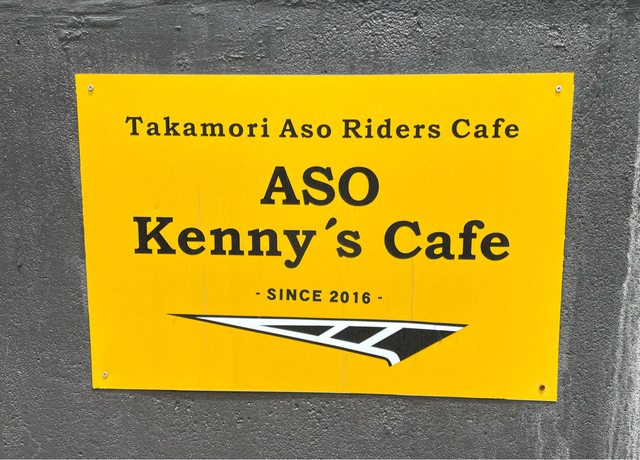 Takamori Aso Riders Cafe
ASO
Kenny´s Cafe
- SINCE 2016 -